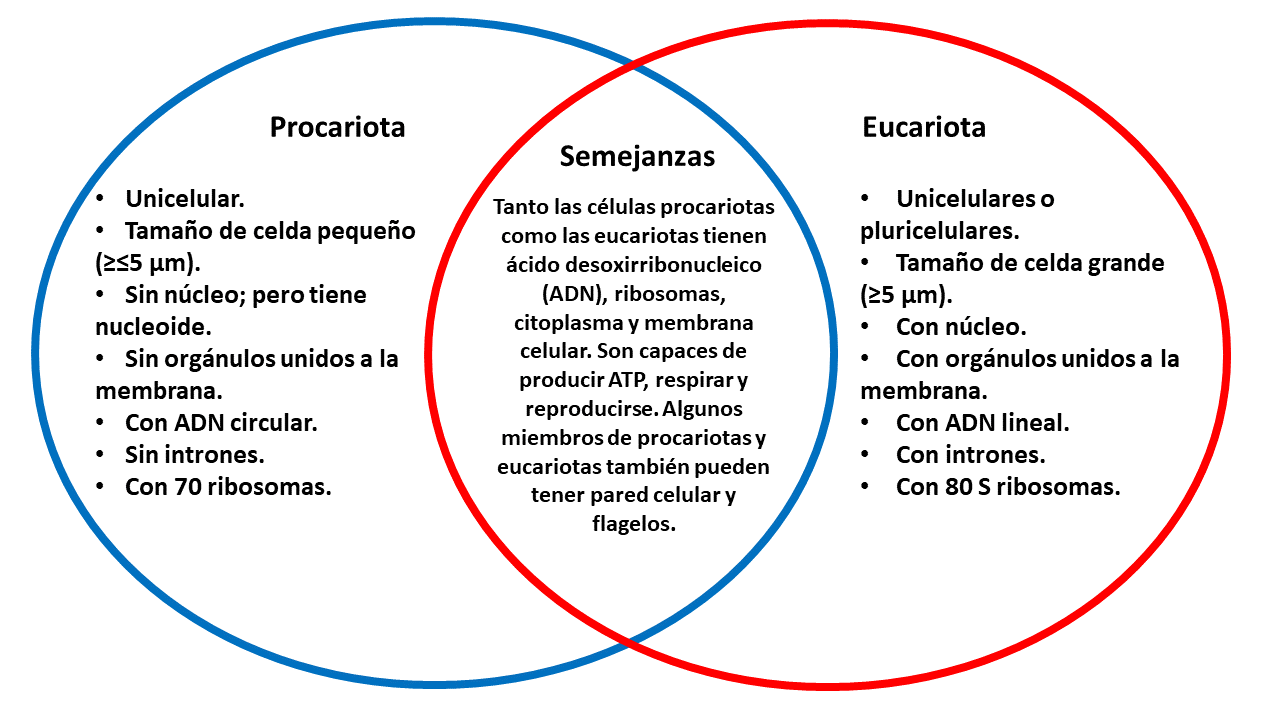 Procariota
• Unicelular.
• Tamaño de celda pequeño
(≥≤5 μm).
• Sin núcleo; pero tiene
nucleoide.
• Sin orgánulos unidos a la
membrana.
• Con ADN circular.
• Sin intrones.
• Con 70 ribosomas.
Semejanzas
Tanto las células procariotas
como las eucariotas tienen
ácido desoxirribonucleico
(ADN), ribosomas,
citoplasma y membrana
celular. Son capaces de
producir ATP, respirar y
reproducirse. Algunos
miembros de procariotas y
eucariotas también pueden
tener pared celular y
flagelos.
Eucariota
• Unicelulares o
pluricelulares.
• Tamaño de celda grande
(≥5 μm).
• Con núcleo.
• Con orgánulos unidos a la
membrana.
• Con ADN lineal.
• Con intrones.
• Con 80 S ribosomas.